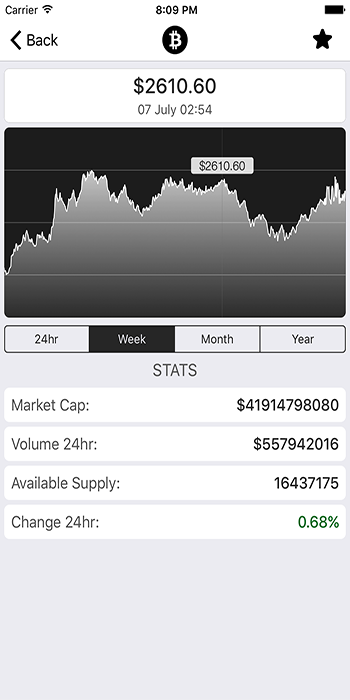 Carrier 8:09 PM
Back
$2610.60
07 July 02:54
$2610.60
24hr Week Month Year
STATS
Market Cap: $41914798080
Volume 24hr: $557942016
Available Supply: 16437175
Change 24hr: 0.68%